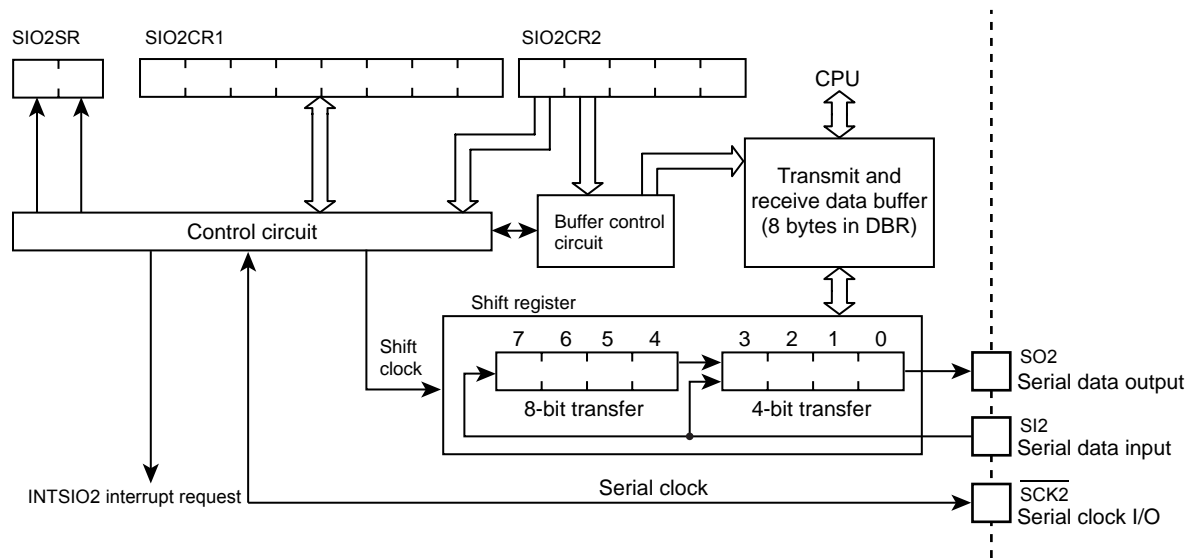 SIO2SR
SIO2CR1
SIO2CR2
CPU
Transmit and
receive data buffer
(8 bytes in DBR)
Control circuit
Buffer control
circuit
Shift register
Shift
clock
7 6 5 4
3 2 1 0
8-bit transfer
4-bit transfer
SO2
Serial data output
SI2
Serial data input
INTSIO2 interrupt request
Serial clock
SCK2
Serial clock I/O